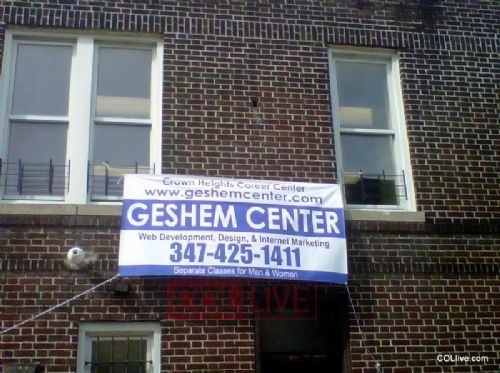 Crown Heights Career Center
www.geshemcenter.com
GESHEM CENTER
Web Development, Design, & Internet Marketing
347-425-1411
Separate Classes for Men & Women
COLLIVE
COLlive.com